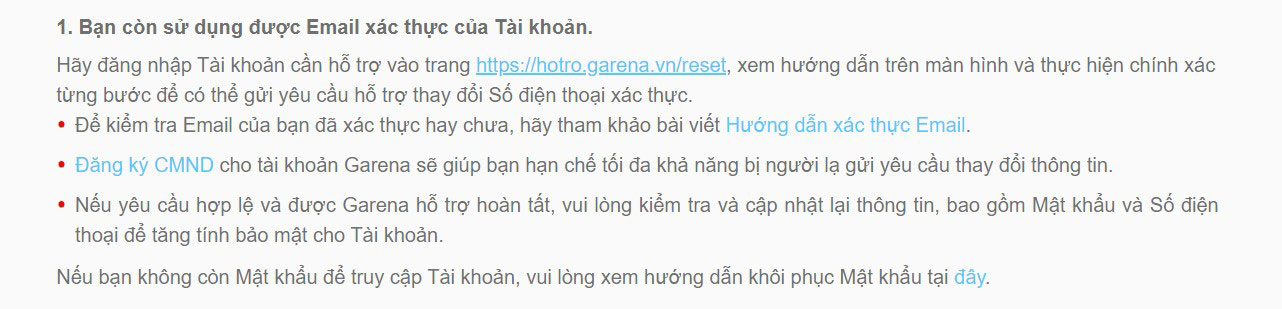 1. Bạn còn sử dụng được Email xác thực của Tài khoản.
Hãy đăng nhập Tài khoản cần hỗ trợ vào trang https://hotro.garena.vn/reset, xem hướng dẫn trên màn hình và thực hiện chính xác
từng bước để có thể gửi yêu cầu hỗ trợ thay đổi Số điện thoại xác thực.
• Để kiểm tra Email của bạn đã xác thực hay chưa, hãy tham khảo bài viết Hướng dẫn xác thực Email.
• Đăng ký CMND cho tài khoản Garena sẽ giúp bạn hạn chế tối đa khả năng bị người lạ gửi yêu cầu thay đổi thông tin.
• Nếu yêu cầu hợp lệ và được Garena hỗ trợ hoàn tất, vui lòng kiểm tra và cập nhật lại thông tin, bao gồm Mật khẩu và Số điện
thoại để tăng tính bảo mật cho Tài khoản.
Nếu bạn không còn Mật khẩu để truy cập Tài khoản, vui lòng xem hướng dẫn khôi phục Mật khẩu tại đây.